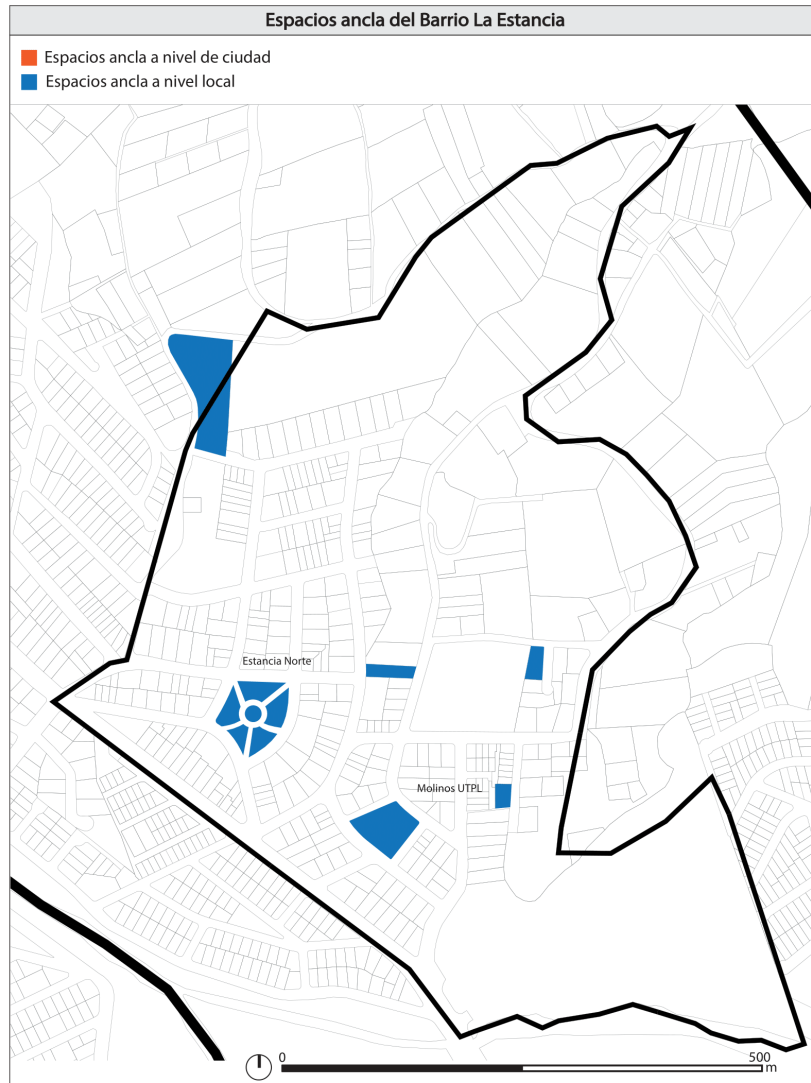 Espacios ancla del Barrio La Estancia
Espacios ancla a nivel de ciudad
Espacios ancla a nivel local
Estancia Norte
Molinos UTPL
0
500
m